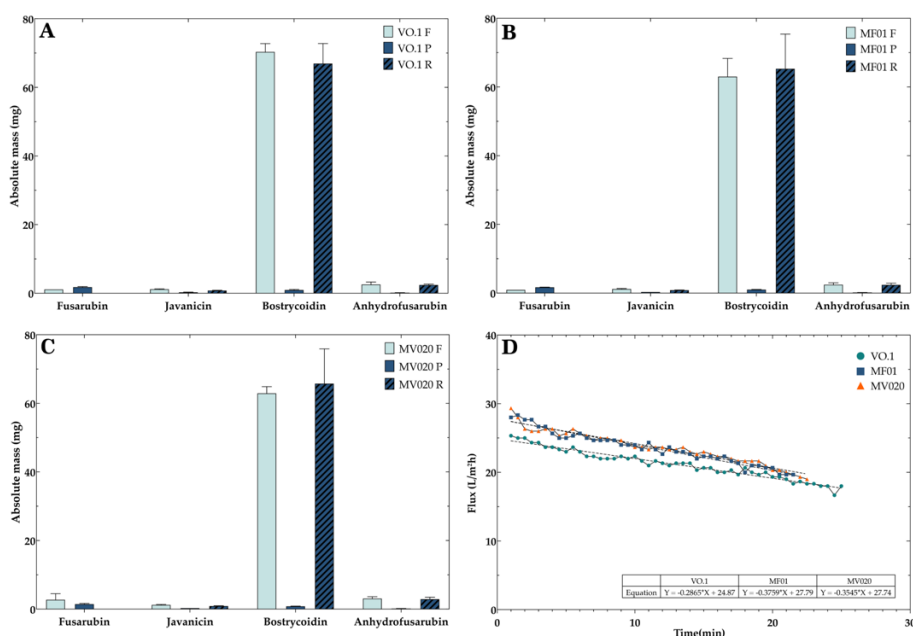 A
VO.1 F
VO.1 P
VO.1 R
Absolute mass (mg)
80
60
40
20
0
Fusarubin Javanicin Bostrycoidin Anhydrofusarubin
B
MF01 F
MF01 P
MF01 R
Absolute mass (mg)
80
60
40
20
0
Fusarubin Javanicin Bostrycoidin Anhydrofusarubin
C
MV020 F
MV020 P
MV020 R
Absolute mass (mg)
80
60
40
20
0
Fusarubin Javanicin Bostrycoidin Anhydrofusarubin
D
VO.1
MF01
MV020
Flux (L/m²h)
40
30
20
10
0
VO.1 MF01 MV020
Equation Y = -0.2865*X + 24.87 Y = -0.3759*X + 27.79 Y = -0.3545*X + 27.74
0 10 20 30
Time(min)